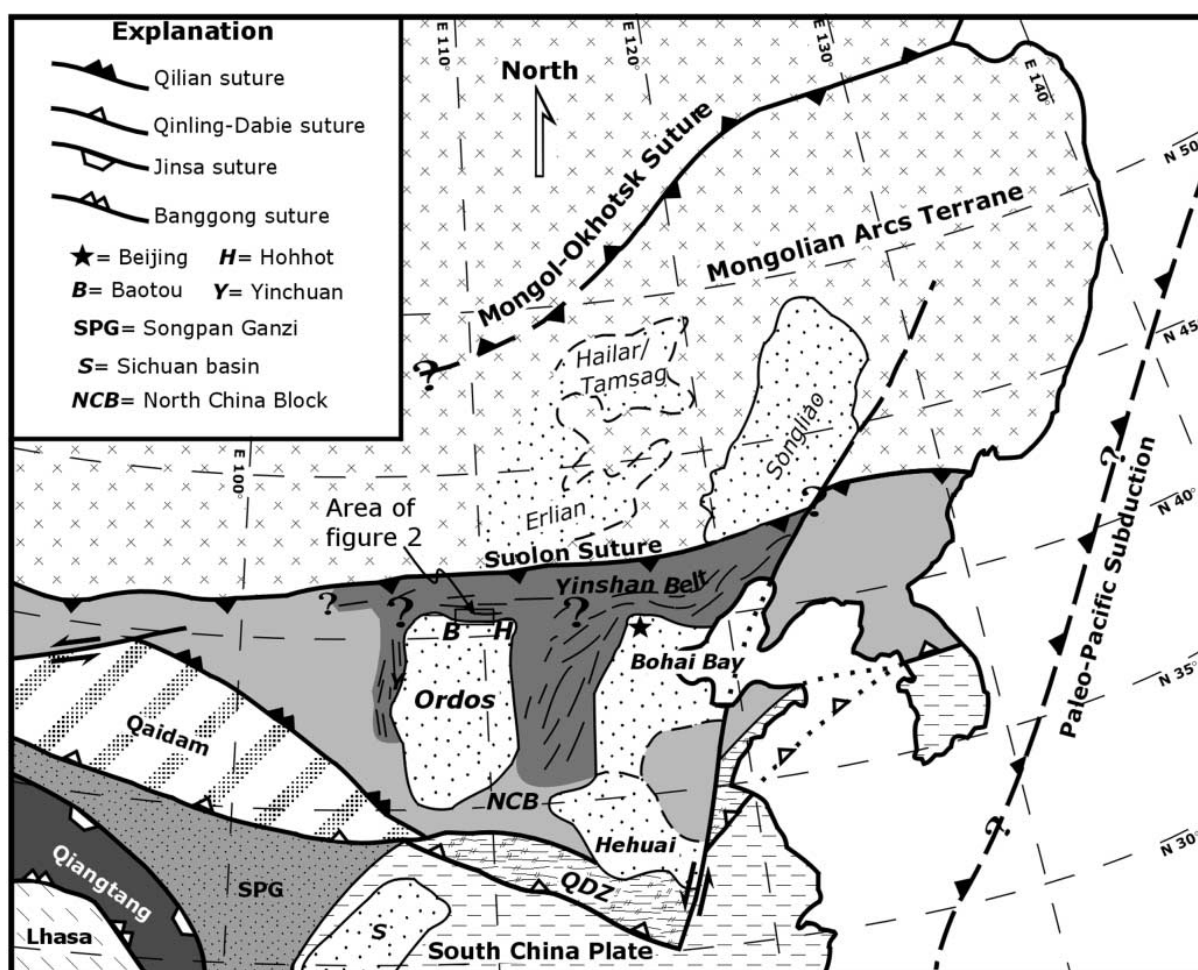 Explanation
Qilian suture
Qinling-Dabie suture
Jinsa suture
Banggong suture
★= Beijing H= Hohhot
B= Baotou Y= Yinchuan
SPG= Songpan Ganzi
S= Sichuan basin
NCB= North China Block
E 110°
E 120°
E 130°
E 140°
North
N 50
Mongol-Okhotsk Suture
Mongolian Arcs Terrane
N 45
?
Hailar/
Tamsag
Songliao
E 100°
?
Paleo-Pacific Subduction
Area of
figure 2
Erlian
?
N 40°
Suolon Suture
Yinshan Belt
? ? ?
B H
★
Bohai Bay
N 35°
Y
Ordos
Qaidam
NCB
?
Hehuai
N 30°
Qiangtang
SPG
QDZ
Lhasa
S
South China Plate